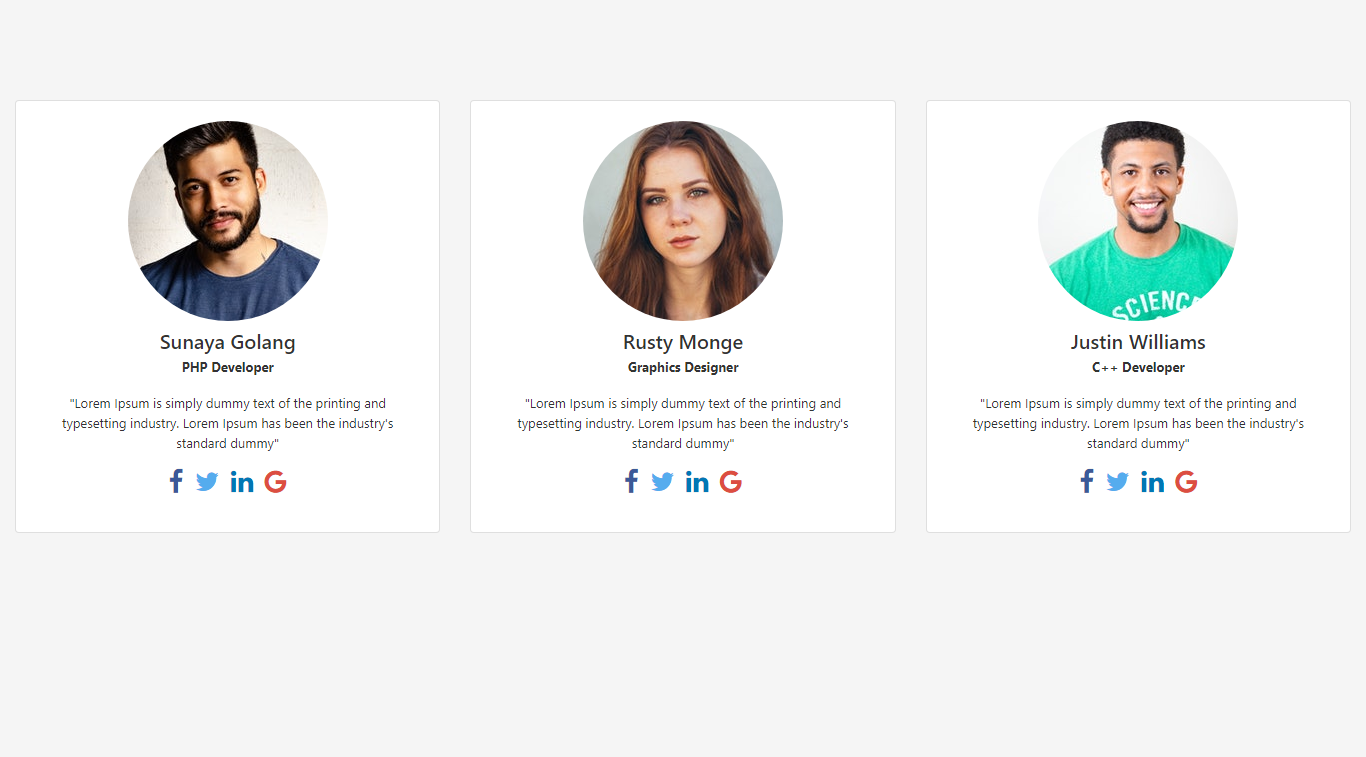 SCIENC
Sunaya Golang
PHP Developer
"Lorem Ipsum is simply dummy text of the printing and
typesetting industry. Lorem Ipsum has been the industry's
standard dummy"
Rusty Monge
Graphics Designer
"Lorem Ipsum is simply dummy text of the printing and
typesetting industry. Lorem Ipsum has been the industry's
standard dummy"
Justin Williams
C++ Developer
"Lorem Ipsum is simply dummy text of the printing and
typesetting industry. Lorem Ipsum has been the industry's
standard dummy"